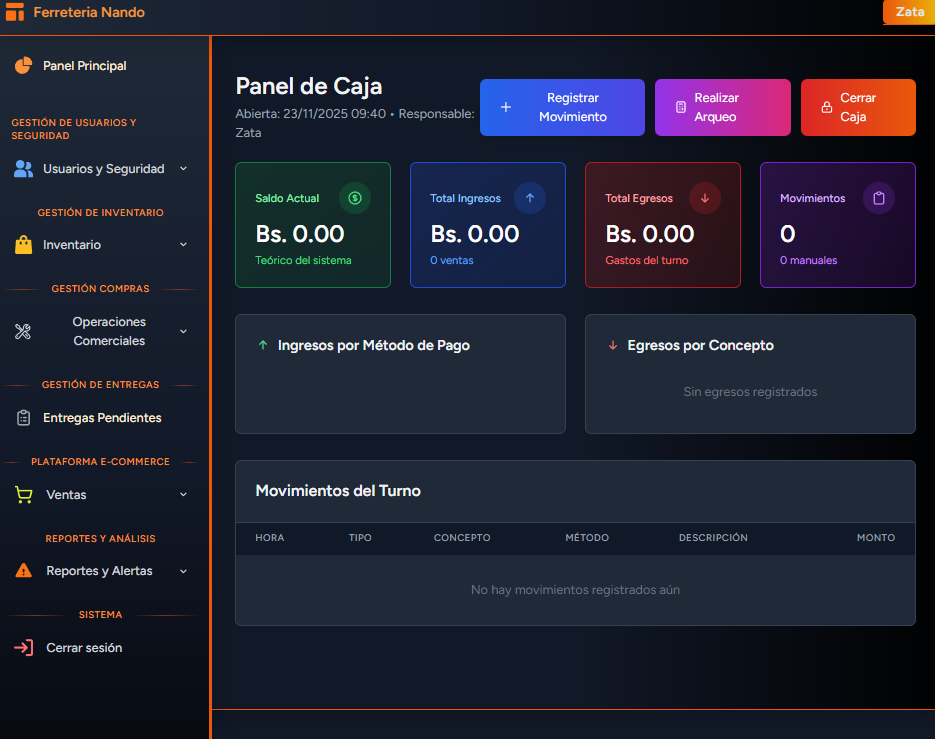 Ferreteria Nando
Zata
Panel Principal
GESTIÓN DE USUARIOS Y
SEGURIDAD
Usuarios y Seguridad
GESTIÓN DE INVENTARIO
Inventario
GESTIÓN COMPRAS
Operaciones
Comerciales
GESTIÓN DE ENTREGAS
Entregas Pendientes
PLATAFORMA E-COMMERCE
Ventas
REPORTES Y ANÁLISIS
Reportes y Alertas
SISTEMA
Cerrar sesión
Panel de Caja
Abierta: 23/11/2025 09:40 • Responsable:
Zata
Registrar
Movimiento
Realizar
Arqueo
Cerrar
Caja
Saldo Actual
Bs. 0.00
Teórico del sistema
Total Ingresos
Bs. 0.00
0 ventas
Total Egresos
Bs. 0.00
Gastos del turno
Movimientos
0
0 manuales
Ingresos por Método de Pago
Egresos por Concepto
Sin egresos registrados
Movimientos del Turno
HORA TIPO CONCEPTO MÉTODO DESCRIPCIÓN MONTO
No hay movimientos registrados aún